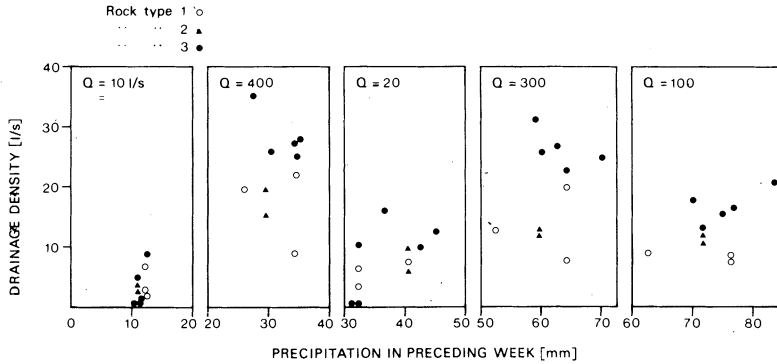 Rock type 1 ○
‘‘ ‘‘ 2 ▲
‘‘ ‘‘ 3 ●
40 30 20 10
DRAINAGE DENSITY [l/s]
Q = 10 l/s
Q = 400
Q = 20
Q = 300
Q = 100
0 10 20
20 30 40
30 40 50
50 60 70
60 70 80
PRECIPITATION IN PRECEDING WEEK [mm]